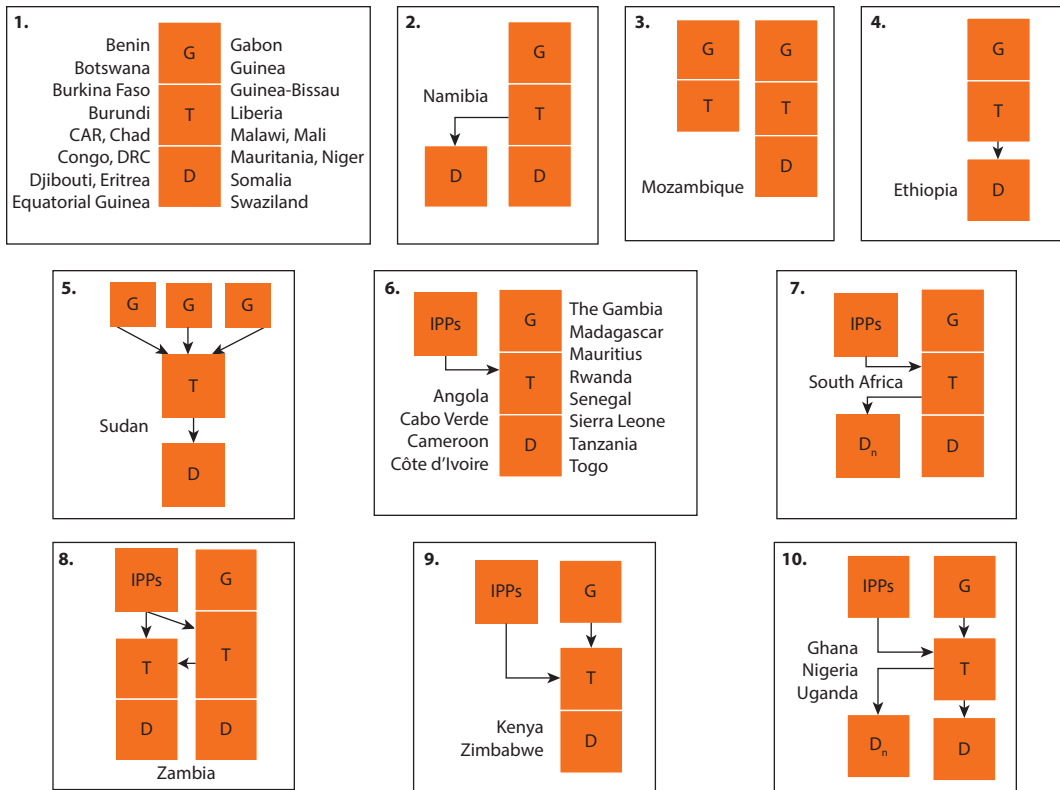 1.
Benin
Botswana
Burkina Faso
Burundi
CAR, Chad
Congo, DRC
Djibouti, Eritrea
Equatorial Guinea
G
T
D
Gabon
Guinea
Guinea-Bissau
Liberia
Malawi, Mali
Mauritania, Niger
Somalia
Swaziland
2.
Namibia
G
T
D
D
3.
G
G
T
T
D
Mozambique
4.
G
T
D
Ethiopia
5.
G
G
G
T
Sudan
D
6.
IPPs
G
T
D
Angola
Cabo Verde
Cameroon
Côte d'Ivoire
The Gambia
Madagascar
Mauritius
Rwanda
Senegal
Sierra Leone
Tanzania
Togo
7.
IPPs
G
South Africa
T
Dn
D
8.
IPPs
G
T
T
D
D
Zambia
9.
IPPs
G
T
Kenya
Zimbabwe
D
10.
IPPs
G
Ghana
Nigeria
Uganda
T
Dn
D